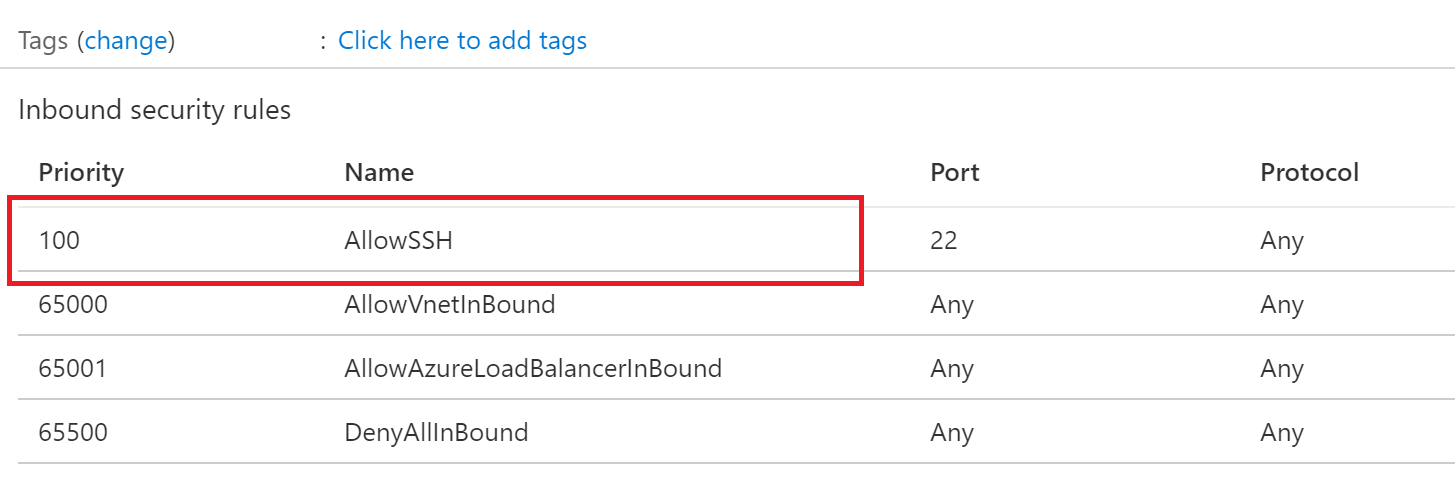 Tags (change) : Click here to add tags
Inbound security rules
Priority Name Port Protocol
100 AllowSSH 22 Any
65000 AllowVnetInBound Any Any
65001 AllowAzureLoadBalancerInBound Any Any
65500 DenyAllInBound Any Any